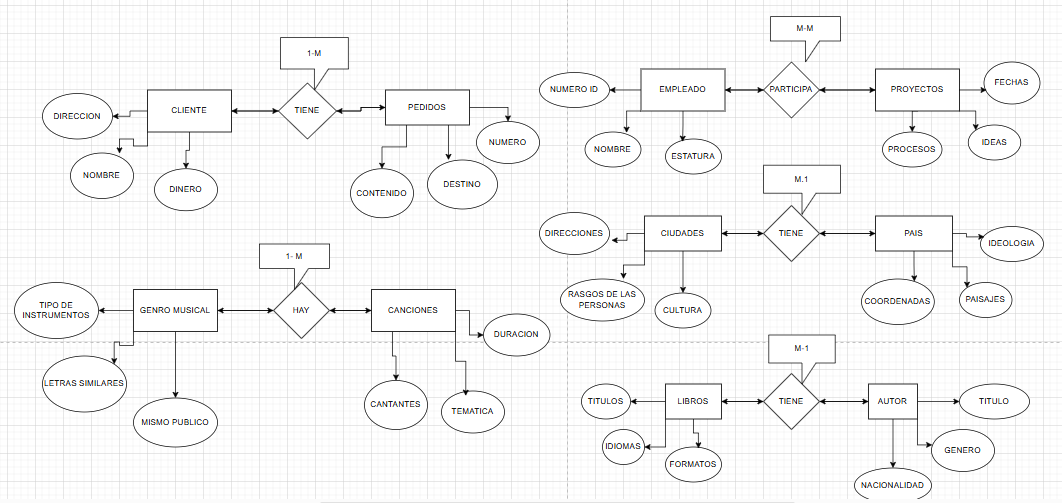 1-M
DIRECCION
CLIENTE
TIENE
PEDIDOS
NOMBRE
DINERO
CONTENIDO
DESTINO
NUMERO
M-M
NUMERO ID
EMPLEADO
PARTICIPA
PROYECTOS
FECHAS
NOMBRE
ESTATURA
PROCESOS
IDEAS
1- M
TIPO DE
INSTRUMENTOS
GENRO MUSICAL
HAY
CANCIONES
DURACION
LETRAS SIMILARES
MISMO PUBLICO
CANTANTES
TEMATICA
M.1
DIRECCIONES
CIUDADES
TIENE
PAIS
IDEOLOGIA
RASGOS DE LAS
PERSONAS
CULTURA
COORDENADAS
PAISAJES
M-1
TITULOS
LIBROS
TIENE
AUTOR
TITULO
IDIOMAS
FORMATOS
GENERO
NACIONALIDAD